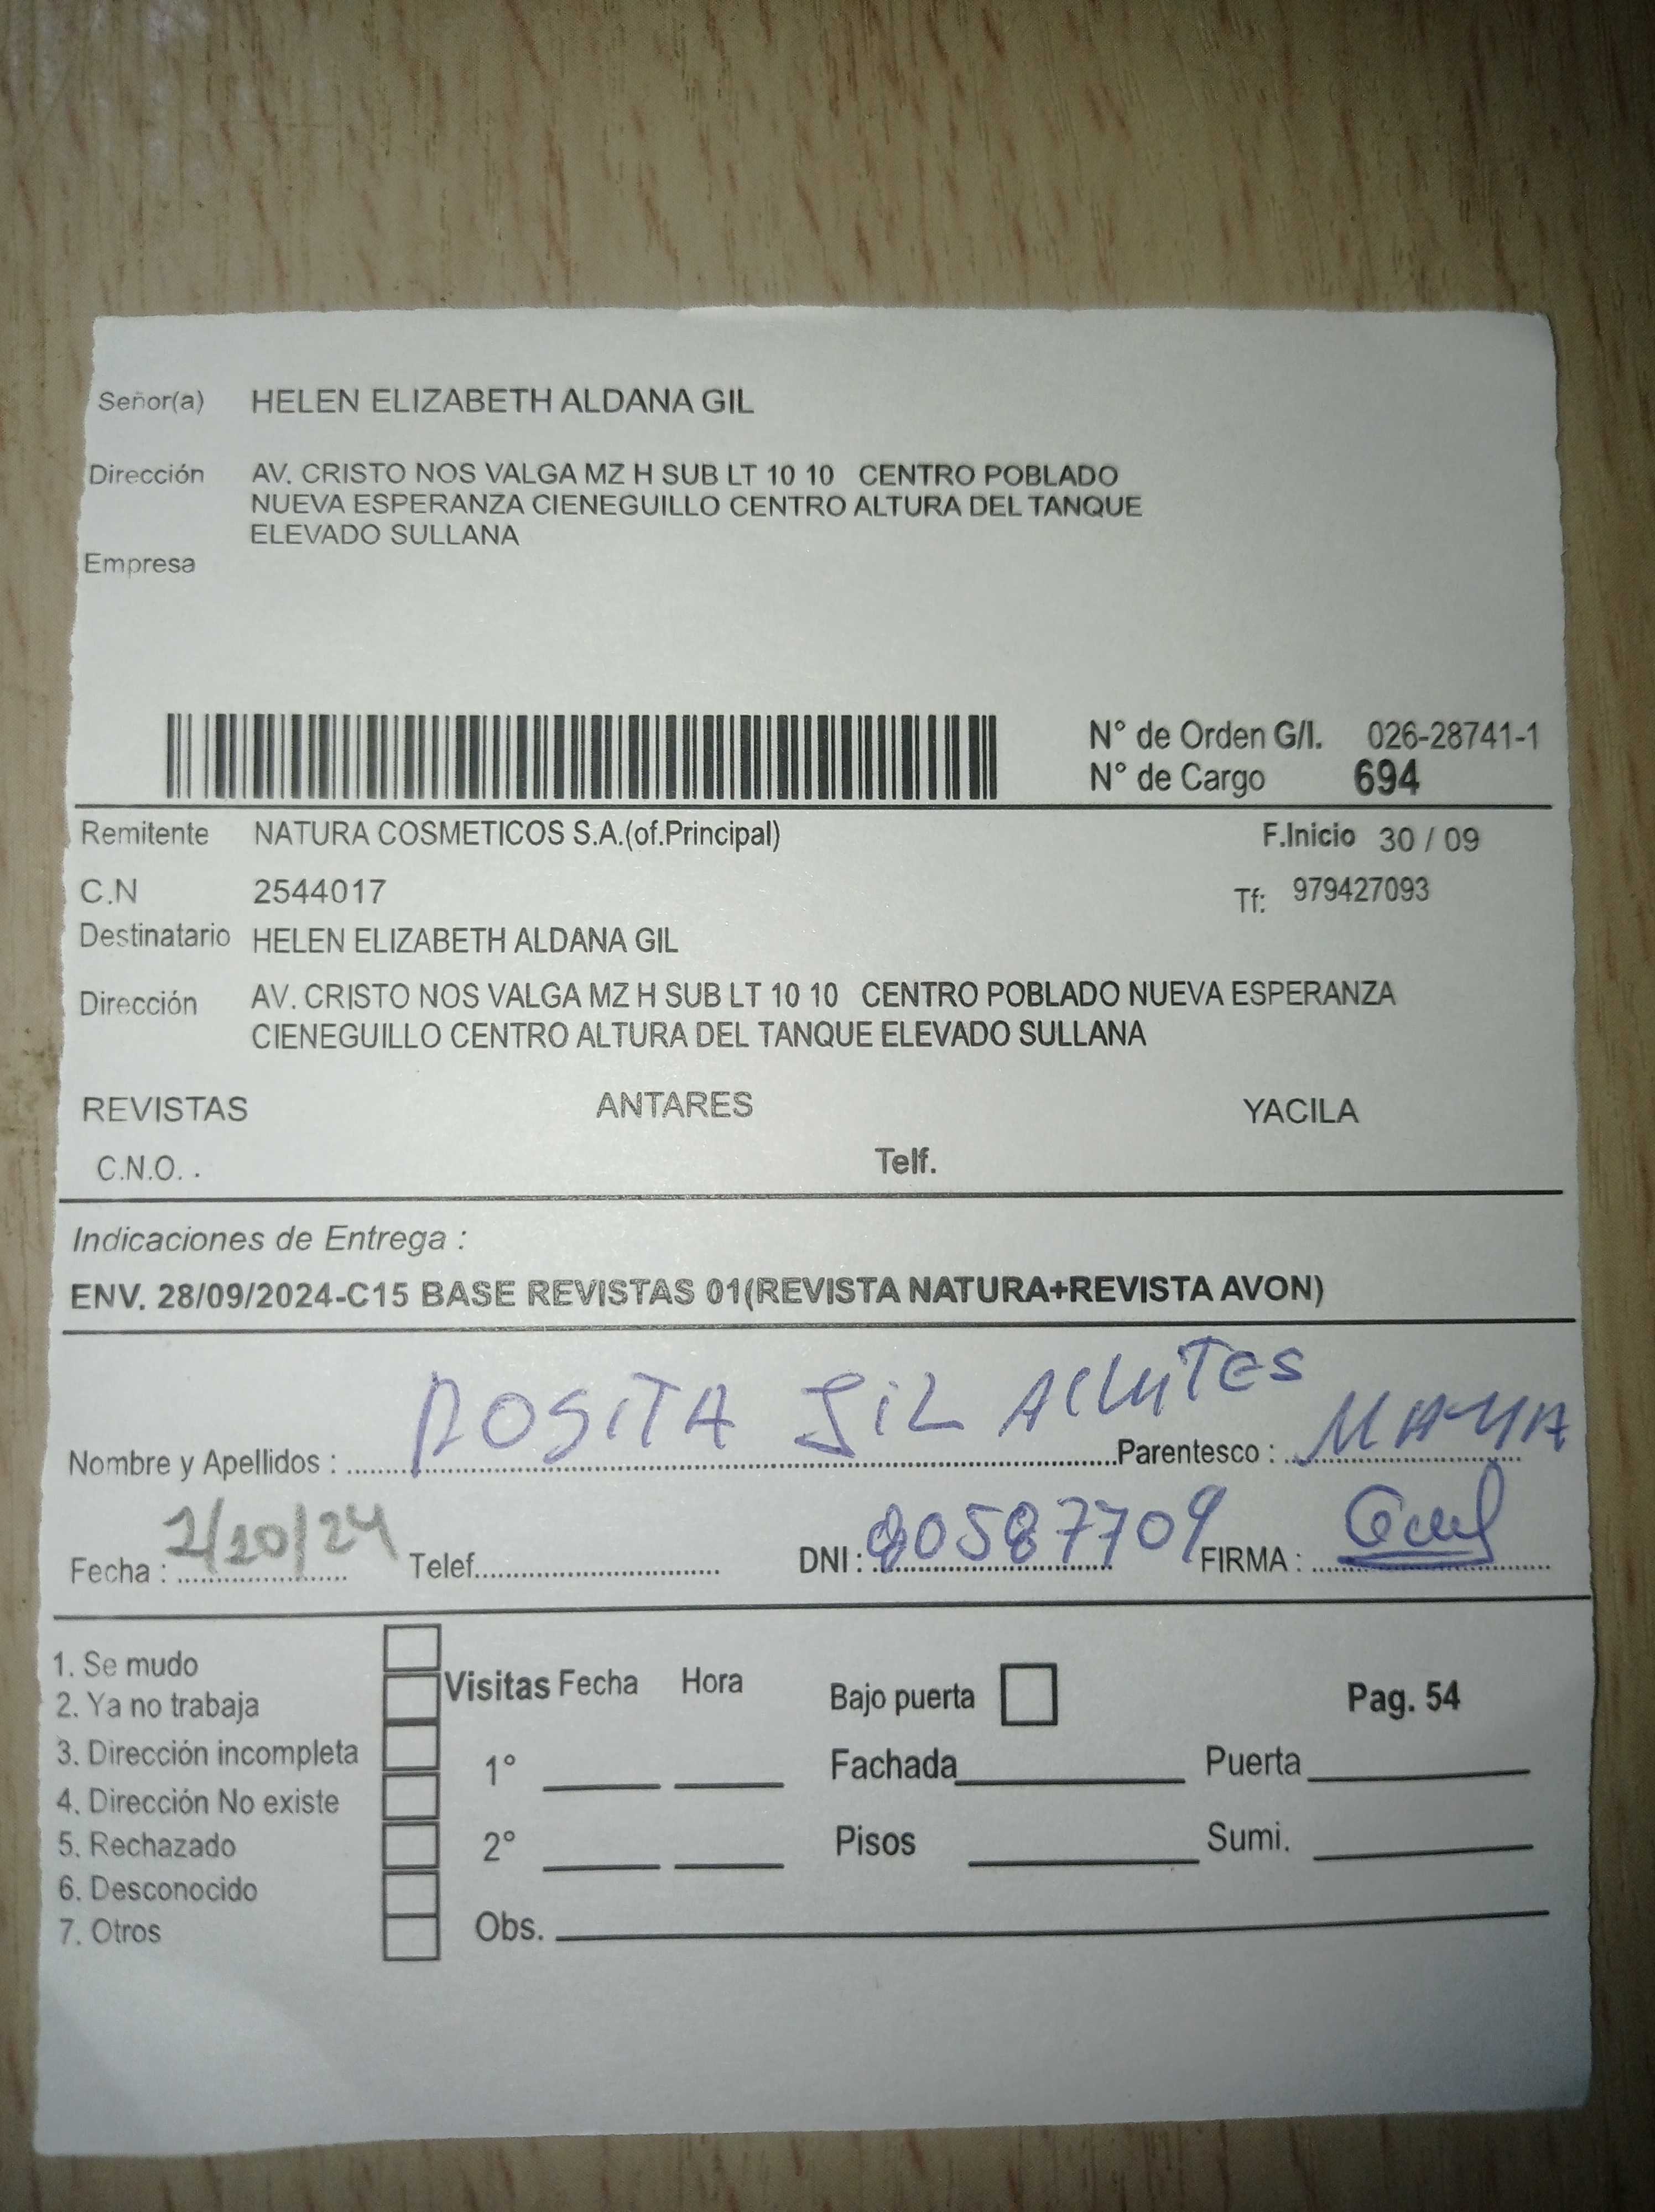 Señor(a) HELEN ELIZABETH ALDANA GIL
Dirección AV. CRISTO NOS VALGA MZ H SUB LT 10 10 CENTRO POBLADO
NUEVA ESPERANZA CIENEGUILLO CENTRO ALTURA DEL TANQUE
ELEVADO SULLANA
Empresa
N° de Orden G/I. 026-28741-1
N° de Cargo 694
Remitente NATURA COSMETICOS S.A.(of.Principal) F.Inicio 30 / 09
C.N 2544017 Tf: 979427093
Destinatario HELEN ELIZABETH ALDANA GIL
Dirección AV. CRISTO NOS VALGA MZ H SUB LT 10 10 CENTRO POBLADO NUEVA ESPERANZA
CIENEGUILLO CENTRO ALTURA DEL TANQUE ELEVADO SULLANA
REVISTAS ANTARES YACILA
C.N.O. . Telf.
Indicaciones de Entrega :
ENV. 28/09/2024-C15 BASE REVISTAS 01(REVISTA NATURA+REVISTA AVON)
Nombre y Apellidos : ROSITA GIL Parentesco : MAMA
Fecha : 2/10/24 Telef. DNI : 80587709 FIRMA :
1. Se mudo
2. Ya no trabaja
3. Dirección incompleta
4. Dirección No existe
5. Rechazado
6. Desconocido
7. Otros
Visitas Fecha Hora Bajo puerta Pag. 54
1° Fachada Puerta
2° Pisos Sumi.
Obs.